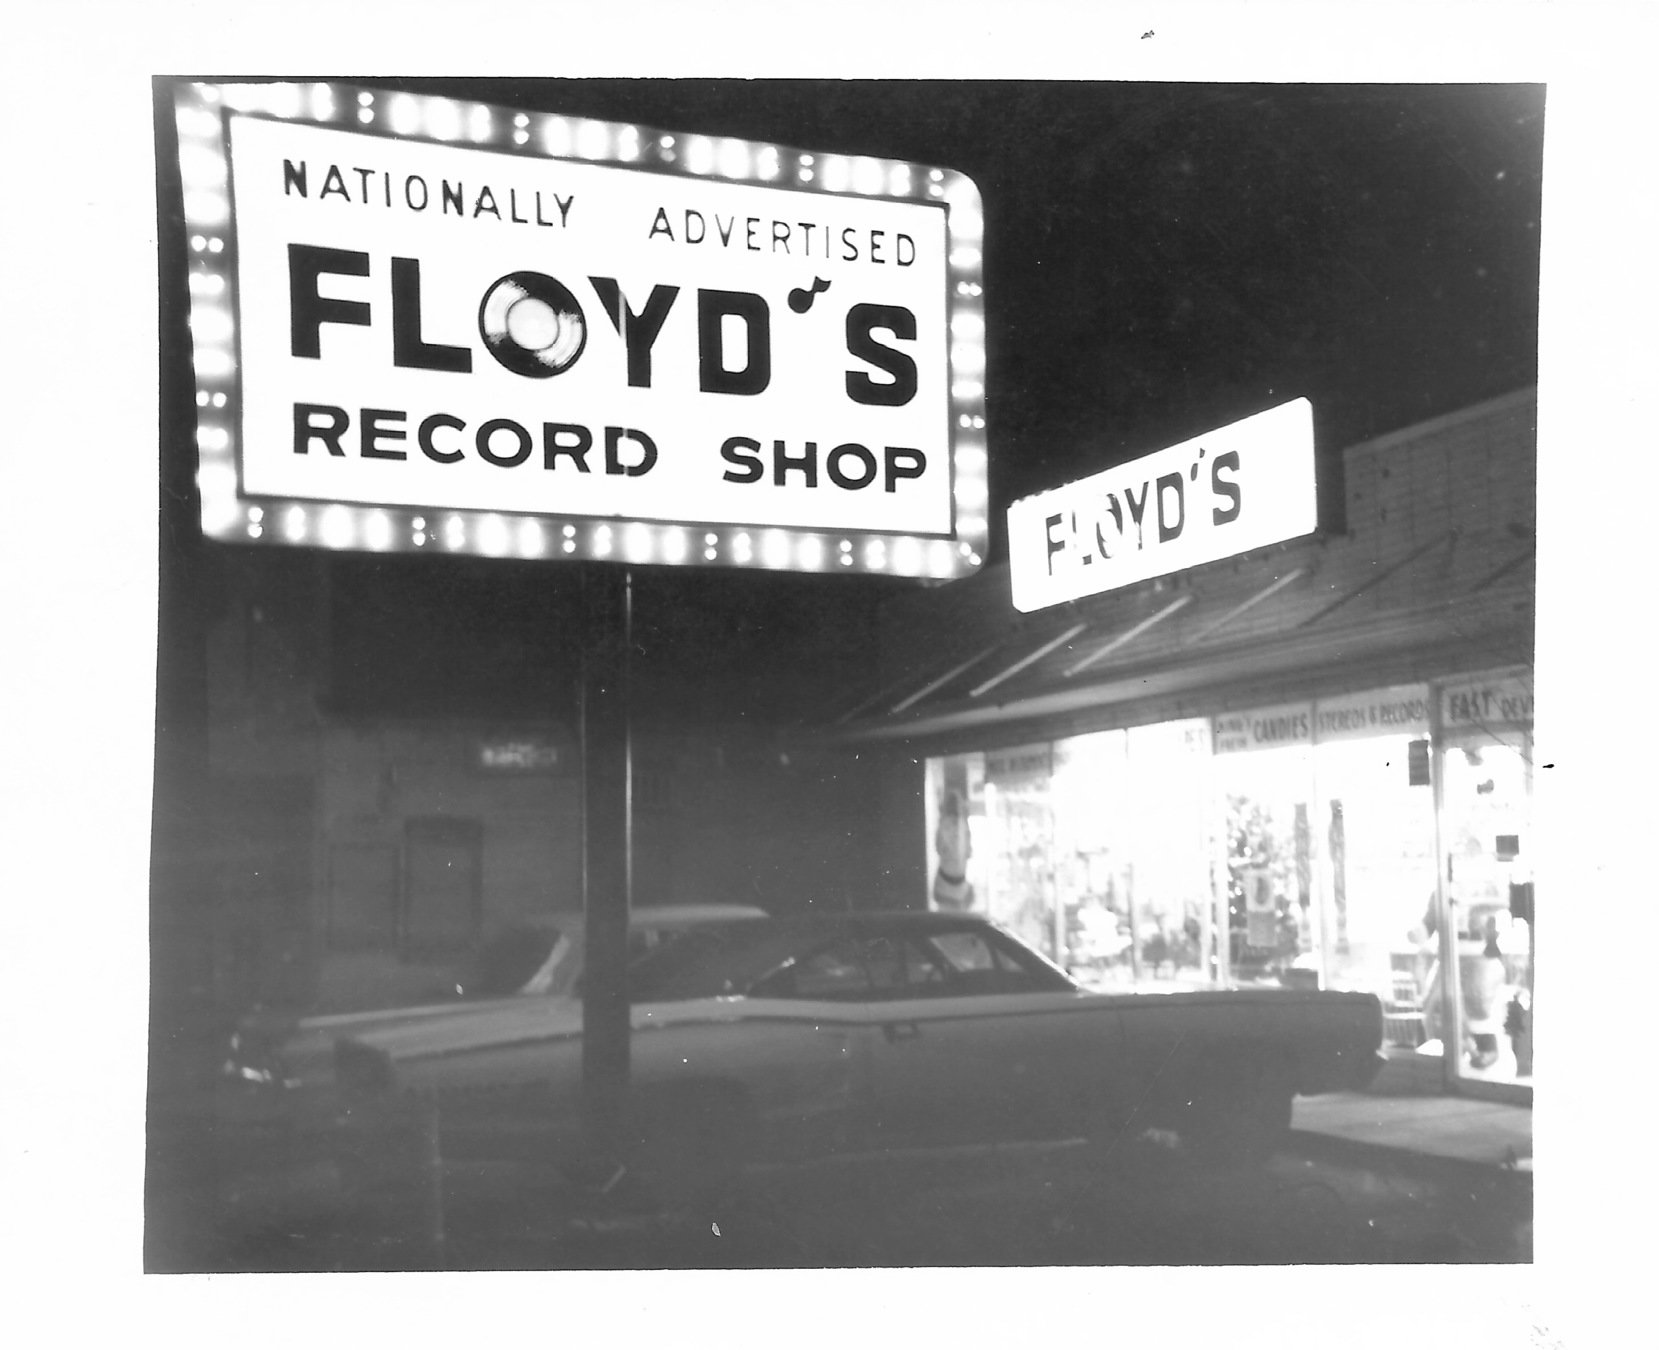 NATIONALLY ADVERTISED
FLOYD'S
RECORD SHOP
FLOYD'S
CANDIES
STEREOS & RECORDS
FAST